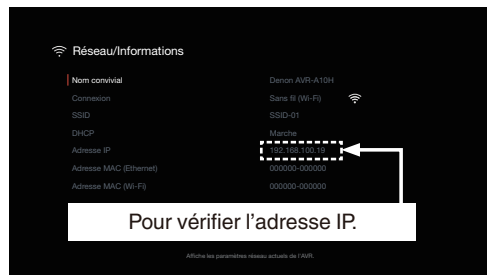 Réseau/Informations
Nom convivial Denon AVR-A10H
Connexion Sans fil (Wi-Fi)
SSID SSID-01
DHCP Marche
Adresse IP 192.168.100.19
Adresse MAC (Ethernet) 000000-000000
Adresse MAC (Wi-Fi) 000000-000000
Pour vérifier l’adresse IP.
Affiche les paramètres réseau actuels de l’AVR.